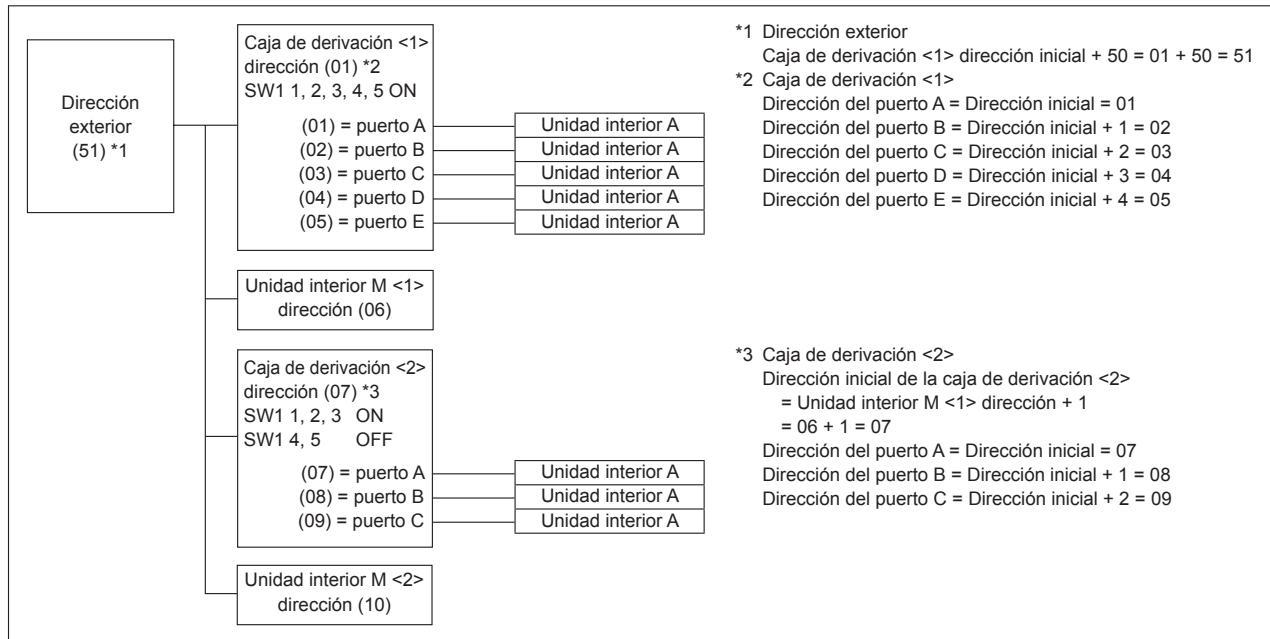 Dirección
exterior
(51) *1
Caja de derivación <1>
dirección (01) *2
SW1 1, 2, 3, 4, 5 ON
(01) = puerto A
(02) = puerto B
(03) = puerto C
(04) = puerto D
(05) = puerto E
Unidad interior A
Unidad interior A
Unidad interior A
Unidad interior A
Unidad interior A
Unidad interior M <1>
dirección (06)
Caja de derivación <2>
dirección (07) *3
SW1 1, 2, 3 ON
SW1 4, 5 OFF
(07) = puerto A
(08) = puerto B
(09) = puerto C
Unidad interior A
Unidad interior A
Unidad interior A
Unidad interior M <2>
dirección (10)
*1 Dirección exterior
Caja de derivación <1> dirección inicial + 50 = 01 + 50 = 51
*2 Caja de derivación <1>
Dirección del puerto A = Dirección inicial = 01
Dirección del puerto B = Dirección inicial + 1 = 02
Dirección del puerto C = Dirección inicial + 2 = 03
Dirección del puerto D = Dirección inicial + 3 = 04
Dirección del puerto E = Dirección inicial + 4 = 05
*3 Caja de derivación <2>
Dirección inicial de la caja de derivación <2>
= Unidad interior M <1> dirección + 1
= 06 + 1 = 07
Dirección del puerto A = Dirección inicial = 07
Dirección del puerto B = Dirección inicial + 1 = 08
Dirección del puerto C = Dirección inicial + 2 = 09